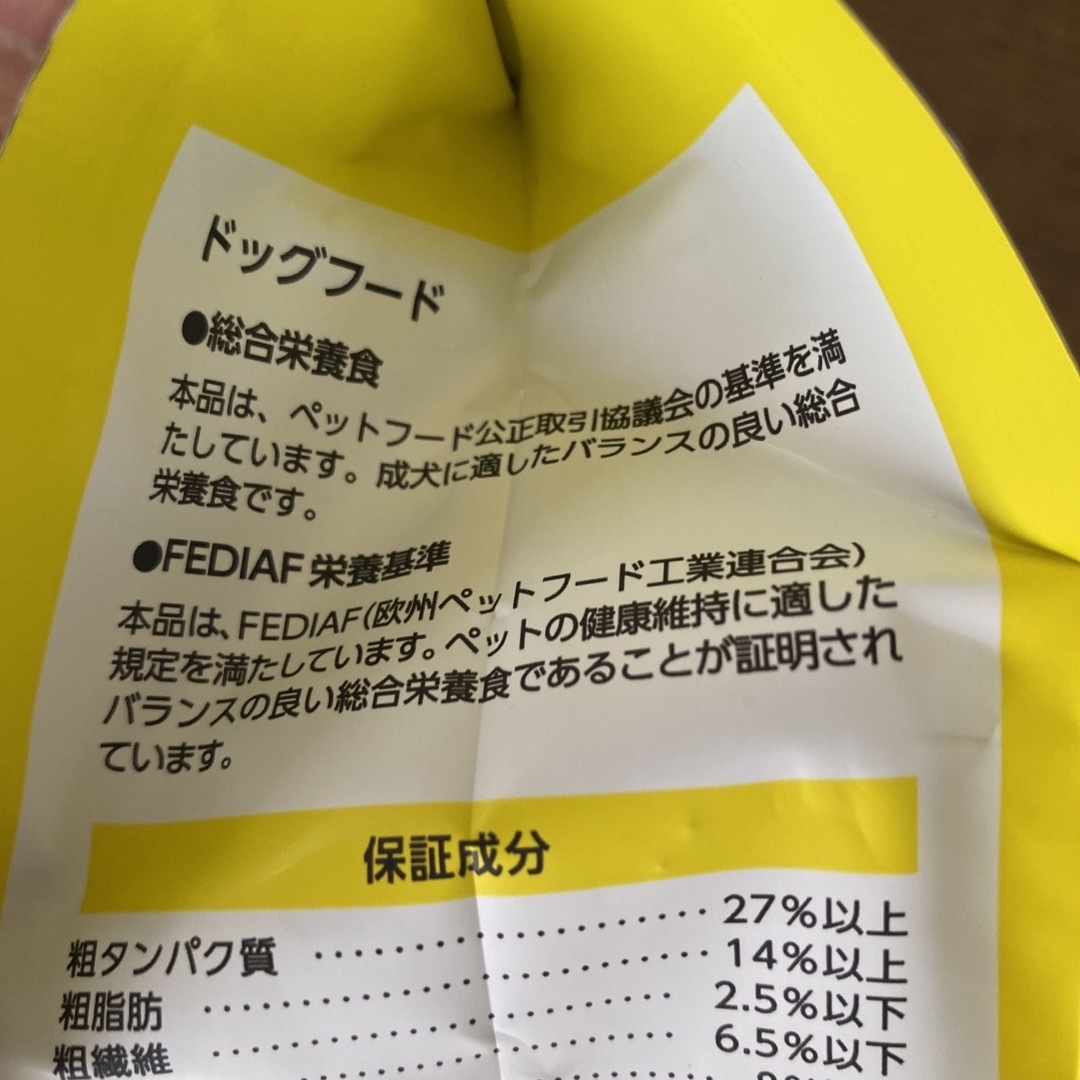 ドッグフード
●総合栄養食
本品は、ペットフード公正取引協議会の基準を満
たしています。成犬に適したバランスの良い総合
栄養食です。
●FEDIAF 栄養基準
本品は、FEDIAF(欧州ペットフード工業連合会)
規定を満たしています。ペットの健康維持に適した
バランスの良い総合栄養食であることが証明され
ています。
保証成分
粗タンパク質 ・・・・・・・・・・・・・・・・・・ 27%以上
粗脂肪 ・・・・・・・・・・・・・・・・・・・・・・ 14%以上
粗繊維 ・・・・・・・・・・・・・・・・・・・・ 2.5%以下
6.5%以下